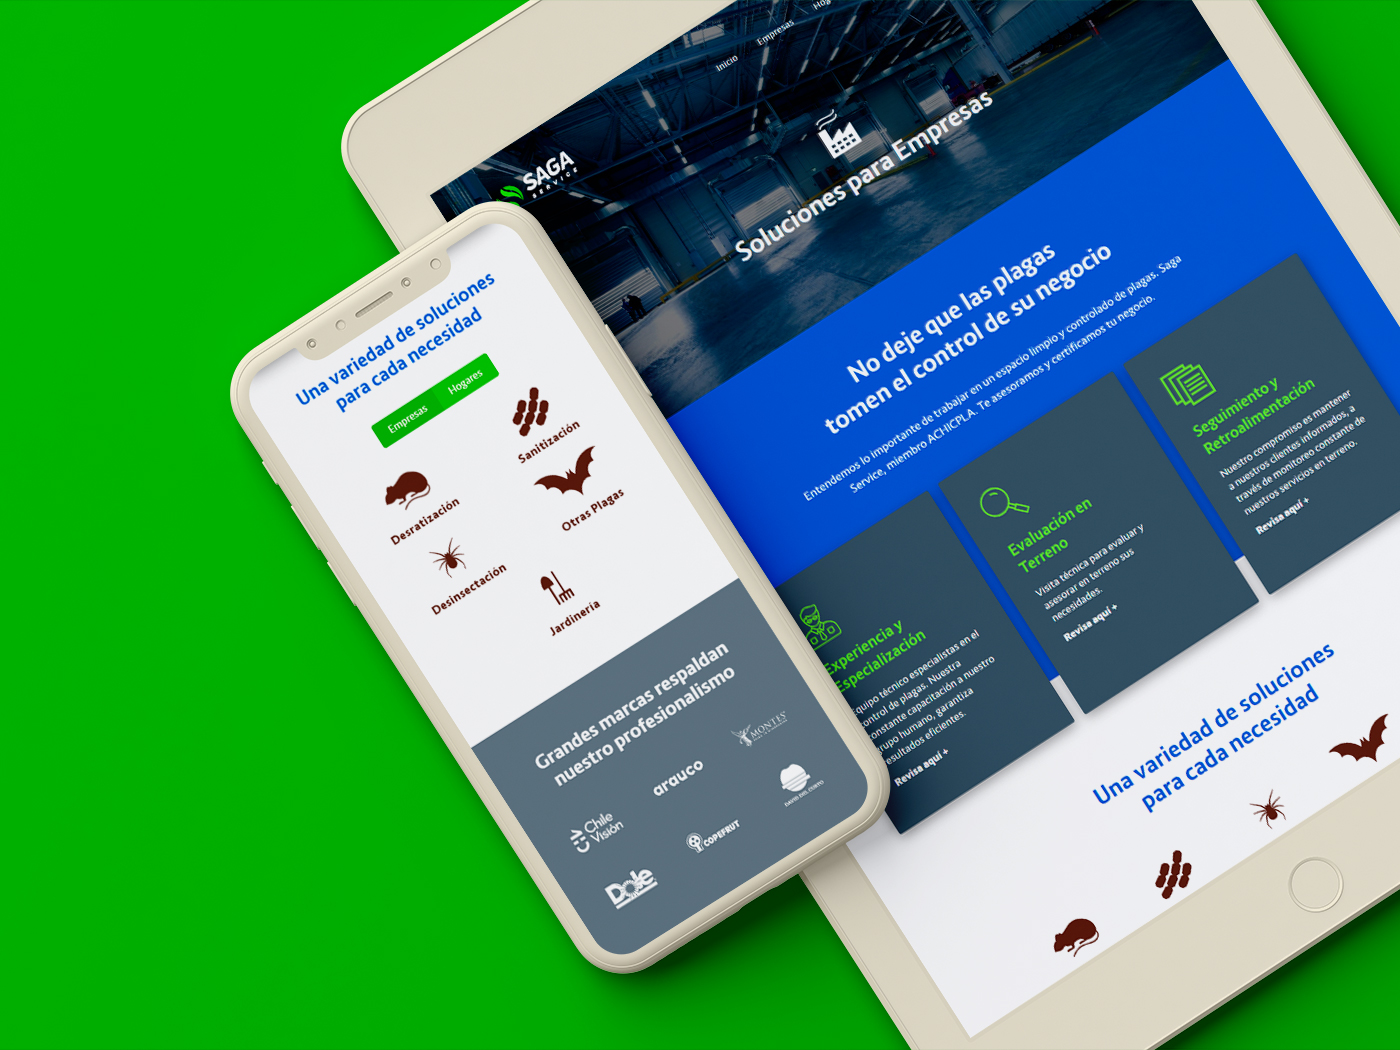 Una variedad de soluciones
para cada necesidad
Empresas
Hogares
Sanitización
Desratización
Otras Plagas
Desinsectación
Jardinería
Grandes marcas respaldan
nuestro profesionalismo
MONTES
arauco
Chile
Visión
COPEFRUT
DAVID DEL CURTO
Dole
Inicio
Empresas
SAGA
SERVICE
Soluciones para Empresas
No deje que las plagas
tomen el control de su negocio
Entendemos lo importante de trabajar en un espacio limpio y controlado de plagas. Saga
Service, miembro ACHICPLA. Te asesoramos y certificamos tu negocio.
Experiencia y
Especialización
equipo técnico especialistas en el
control de plagas. Nuestra
constante capacitación a nuestro
grupo humano, garantiza
resultados eficientes.
Revisa aquí +
Evaluación en
Terreno
Visita técnica para evaluar y
asesorar en terreno sus
necesidades.
Revisa aquí +
Seguimiento y
Retroalimentación
Nuestro compromiso es mantener
a nuestros clientes informados, a
través de monitoreo constante de
nuestros servicios en terreno.
Revisa aquí +
Una variedad de soluciones
para cada necesidad